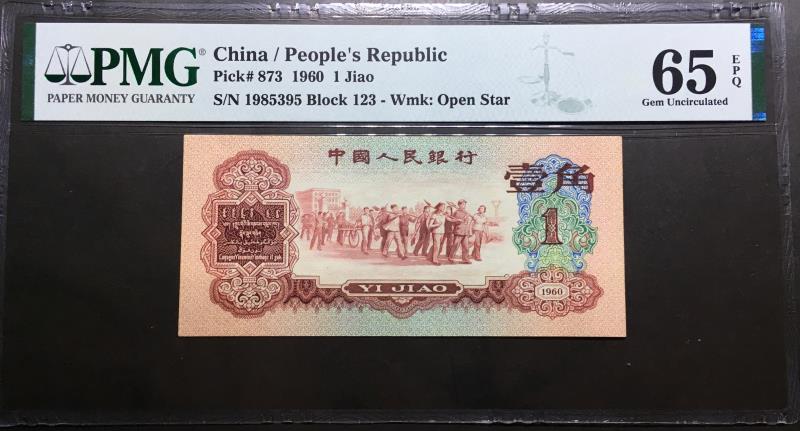 PMG®
PAPER MONEY GUARANTY
China / People's Republic
Pick# 873 1960 1 Jiao
S/N 1985395 Block 123 - Wmk: Open Star
65 EPQ
Gem Uncirculated
中國人民銀行
壹角
1
YI JIAO
1960